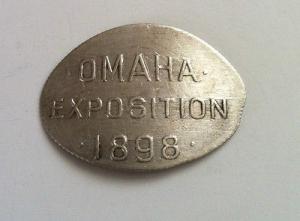 · OMAHA ·
EXPOSITION
· 1898 ·